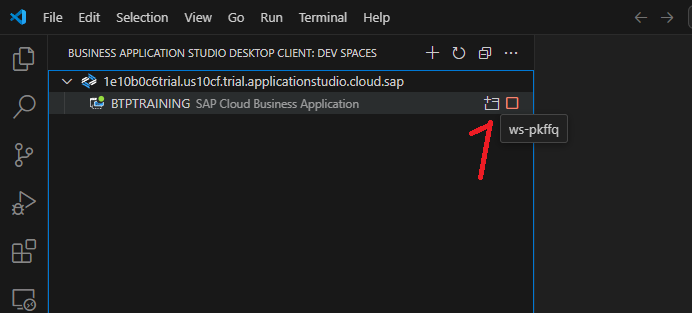 File Edit Selection View Go Run Terminal Help
BUSINESS APPLICATION STUDIO DESKTOP CLIENT: DEV SPACES
1e10b0c6trial.us10cf.trial.applicationstudio.cloud.sap
BTPTRAINING SAP Cloud Business Application
ws-pkffq